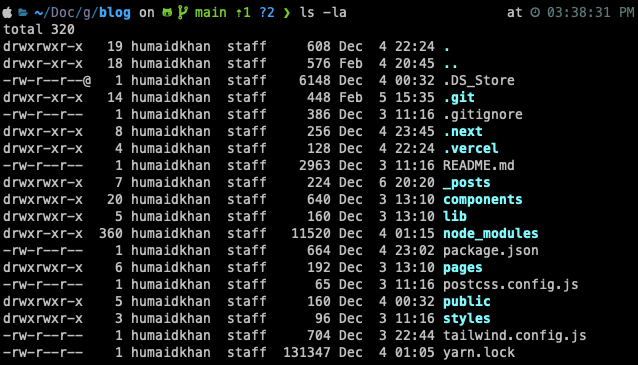 ~/Doc/g/blog on main ⇡1 ?2 ❯ ls -la at 03:38:31 PM
total 320
drwxrwxr-x 19 humaidkhan staff 608 Dec 4 22:24 .
drwxr-xr-x 18 humaidkhan staff 576 Feb 4 20:45 ..
-rw-r--r--@ 1 humaidkhan staff 6148 Dec 4 00:32 .DS_Store
drwxr-xr-x 14 humaidkhan staff 448 Feb 5 15:35 .git
-rw-r--r-- 1 humaidkhan staff 386 Dec 3 11:16 .gitignore
drwxr-xr-x 8 humaidkhan staff 256 Dec 4 23:45 .next
drwxr-xr-x 4 humaidkhan staff 128 Dec 4 22:24 .vercel
-rw-r--r-- 1 humaidkhan staff 2963 Dec 3 11:16 README.md
drwxrwxr-x 7 humaidkhan staff 224 Dec 6 20:20 _posts
drwxrwxr-x 20 humaidkhan staff 640 Dec 3 13:10 components
drwxrwxr-x 5 humaidkhan staff 160 Dec 3 13:10 lib
drwxr-xr-x 360 humaidkhan staff 11520 Dec 4 01:15 node_modules
-rw-r--r-- 1 humaidkhan staff 664 Dec 4 23:02 package.json
drwxrwxr-x 6 humaidkhan staff 192 Dec 3 13:10 pages
-rw-r--r-- 1 humaidkhan staff 65 Dec 3 11:16 postcss.config.js
drwxrwxr-x 5 humaidkhan staff 160 Dec 4 00:32 public
drwxrwxr-x 3 humaidkhan staff 96 Dec 3 11:16 styles
-rw-r--r-- 1 humaidkhan staff 704 Dec 3 22:44 tailwind.config.js
-rw-r--r-- 1 humaidkhan staff 131347 Dec 4 01:05 yarn.lock